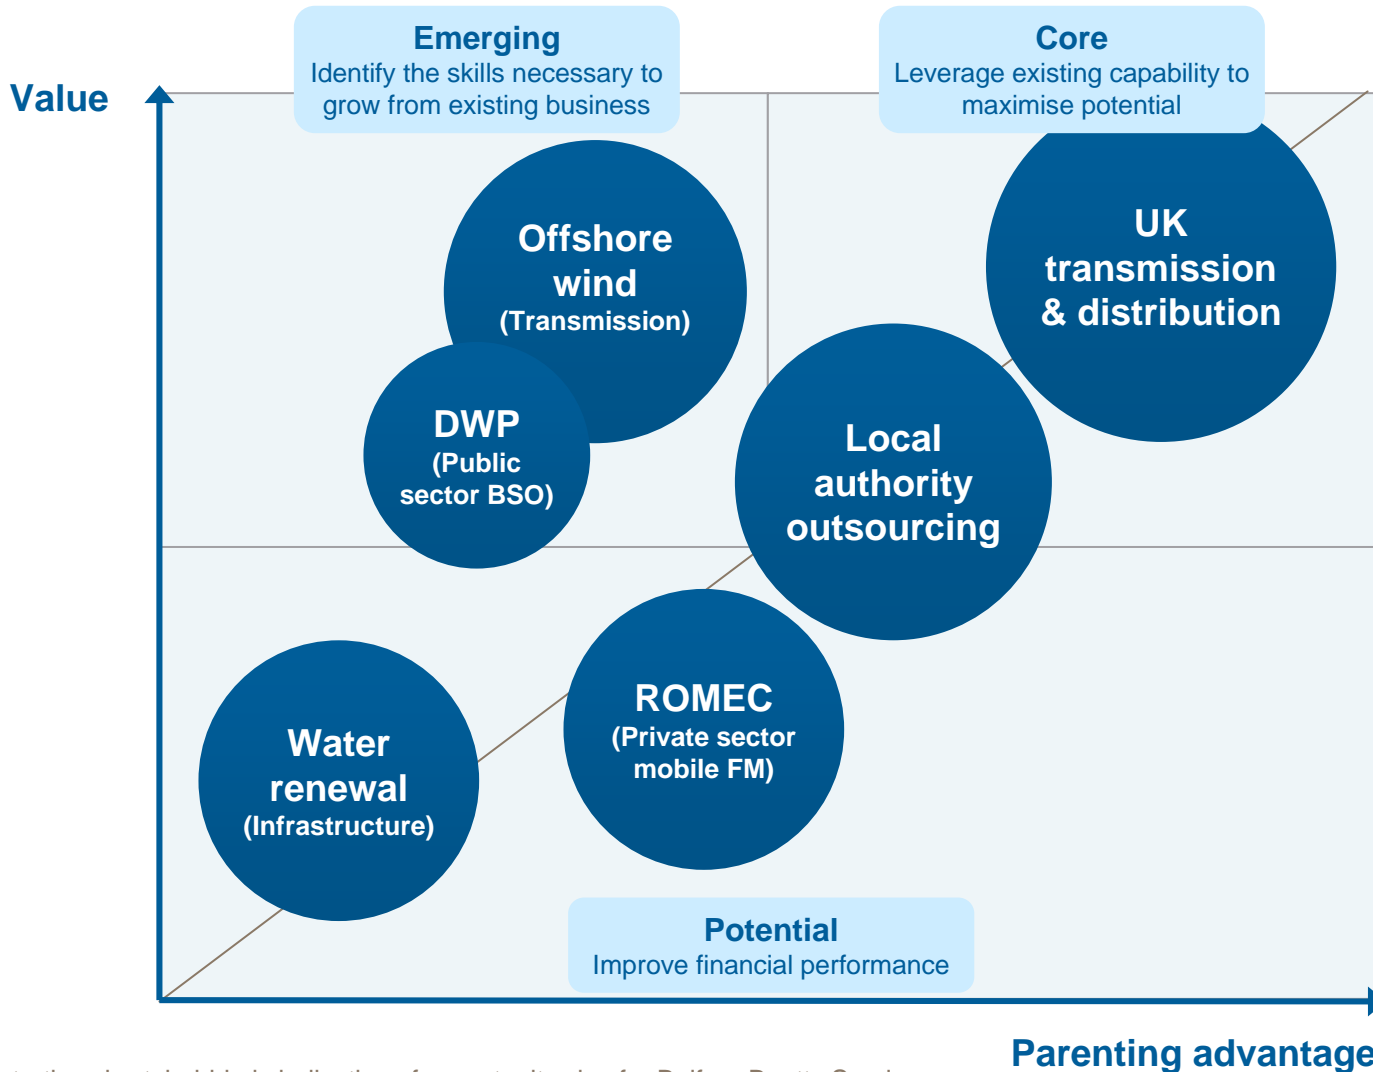 Emerging
Identify the skills necessary to
grow from existing business
Core
Leverage existing capability to
maximise potential
Value
Offshore
wind
(Transmission)
UK
transmission
& distribution
DWP
(Public
sector BSO)
Local
authority
outsourcing
ROMEC
(Private sector
mobile FM)
Water
renewal
(Infrastructure)
Potential
Improve financial performance
Parenting advantage